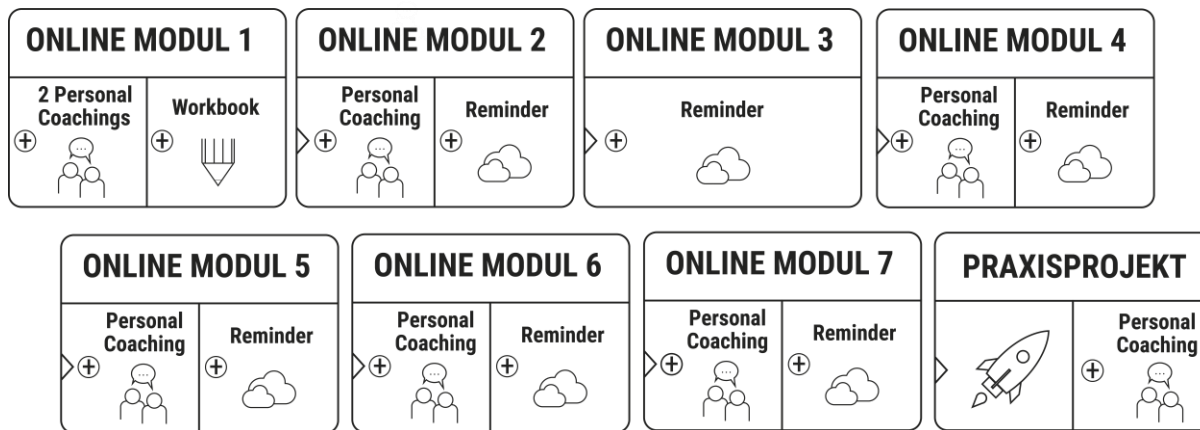 ONLINE MODUL 1
2 Personal
Coachings
Workbook
ONLINE MODUL 2
Personal
Coaching
Reminder
ONLINE MODUL 3
Reminder
ONLINE MODUL 4
Personal
Coaching
Reminder
ONLINE MODUL 5
Personal
Coaching
Reminder
ONLINE MODUL 6
Personal
Coaching
Reminder
ONLINE MODUL 7
Personal
Coaching
Reminder
PRAXISPROJEKT
Personal
Coaching